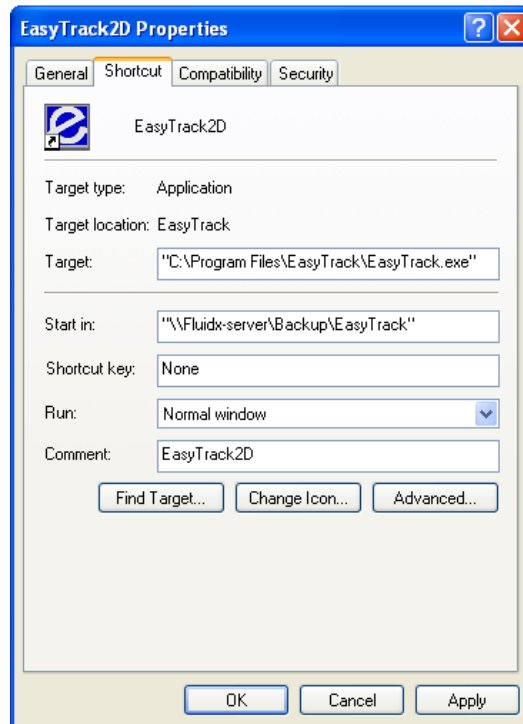 EasyTrack2D Properties
General Shortcut Compatibility Security
EasyTrack2D
Target type: Application
Target location: EasyTrack
Target: "C:\Program Files\EasyTrack\EasyTrack.exe"
Start in: "\\Fluidx-server\Backup\EasyTrack"
Shortcut key: None
Run: Normal window
Comment: EasyTrack2D
Find Target... Change Icon... Advanced...
OK Cancel Apply